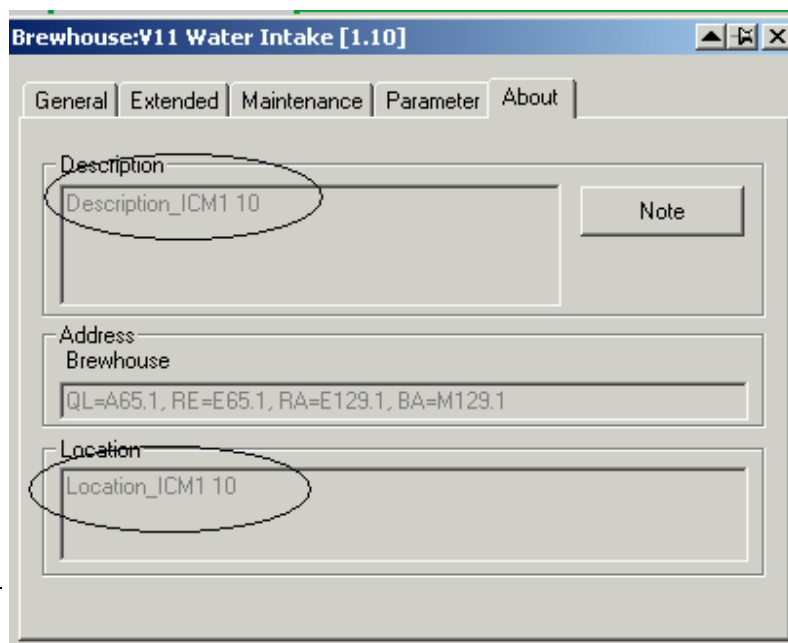 Brewhouse:V11 Water Intake [1.10]
General Extended Maintenance Parameter About
Description
Description_ICM1 10
Note
Address
Brewhouse
QL=A65.1, RE=E65.1, RA=E129.1, BA=M129.1
Location
Location_ICM1 10